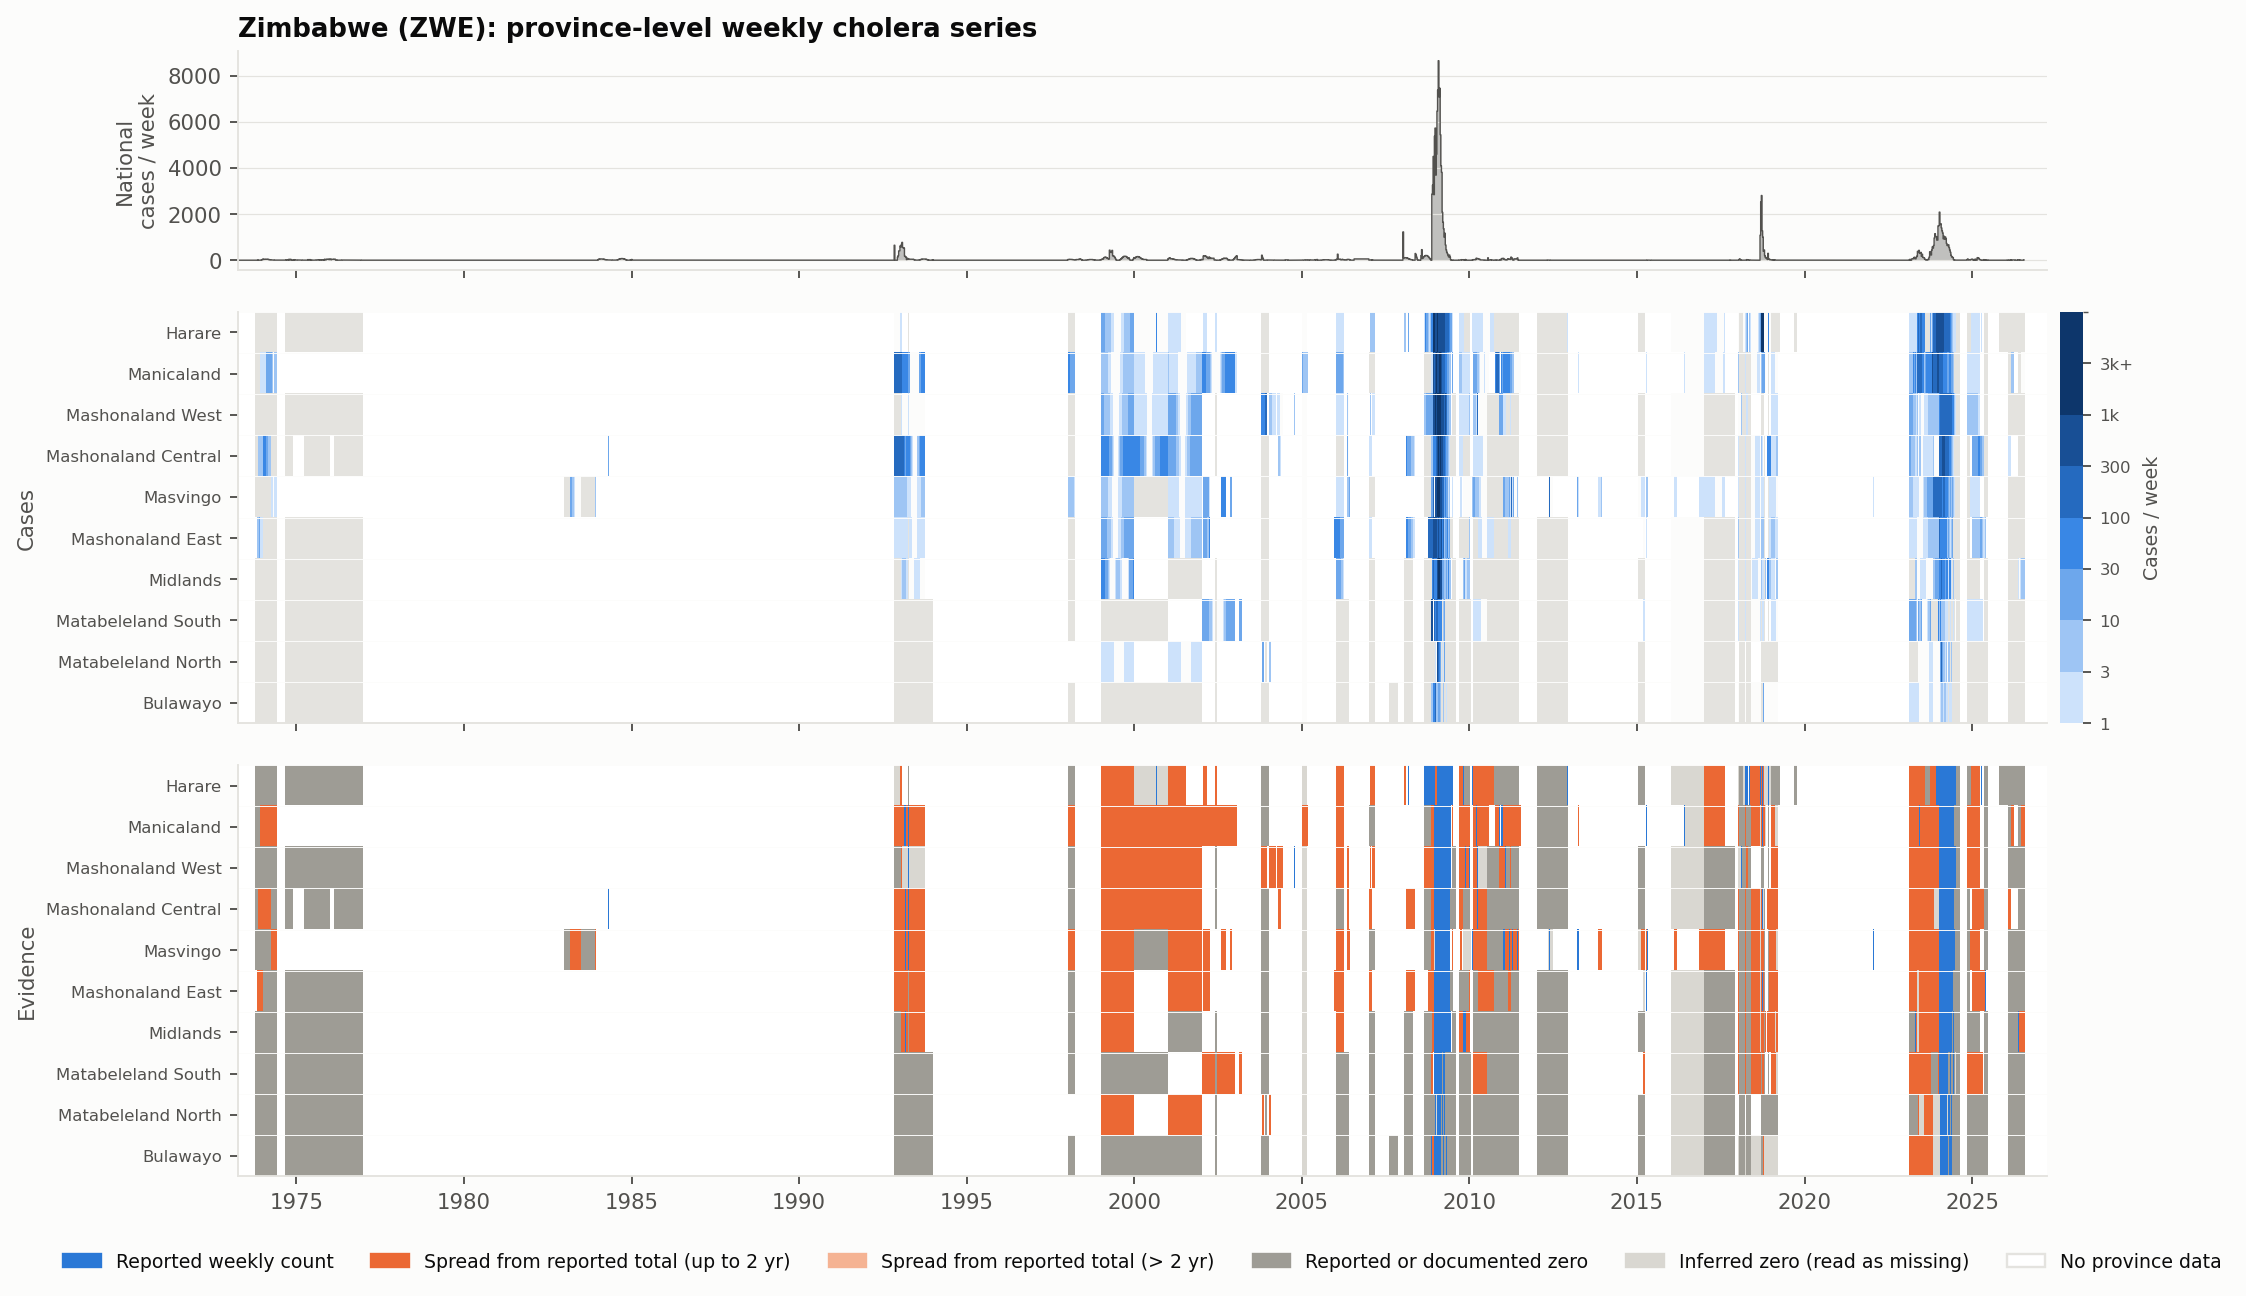 Zimbabwe (ZWE): province-level weekly cholera series
National
cases / week
8000
6000
4000
2000
0
Cases
Harare
Manicaland
Mashonaland West
Mashonaland Central
Masvingo
Mashonaland East
Midlands
Matabeleland South
Matabeleland North
Bulawayo
3k+
1k
300
100
30
10
3
1
Cases / week
Evidence
Harare
Manicaland
Mashonaland West
Mashonaland Central
Masvingo
Mashonaland East
Midlands
Matabeleland South
Matabeleland North
Bulawayo
1975 1980 1985 1990 1995 2000 2005 2010 2015 2020 2025
Reported weekly count Spread from reported total (up to 2 yr) Spread from reported total (> 2 yr) Reported or documented zero Inferred zero (read as missing) No province data